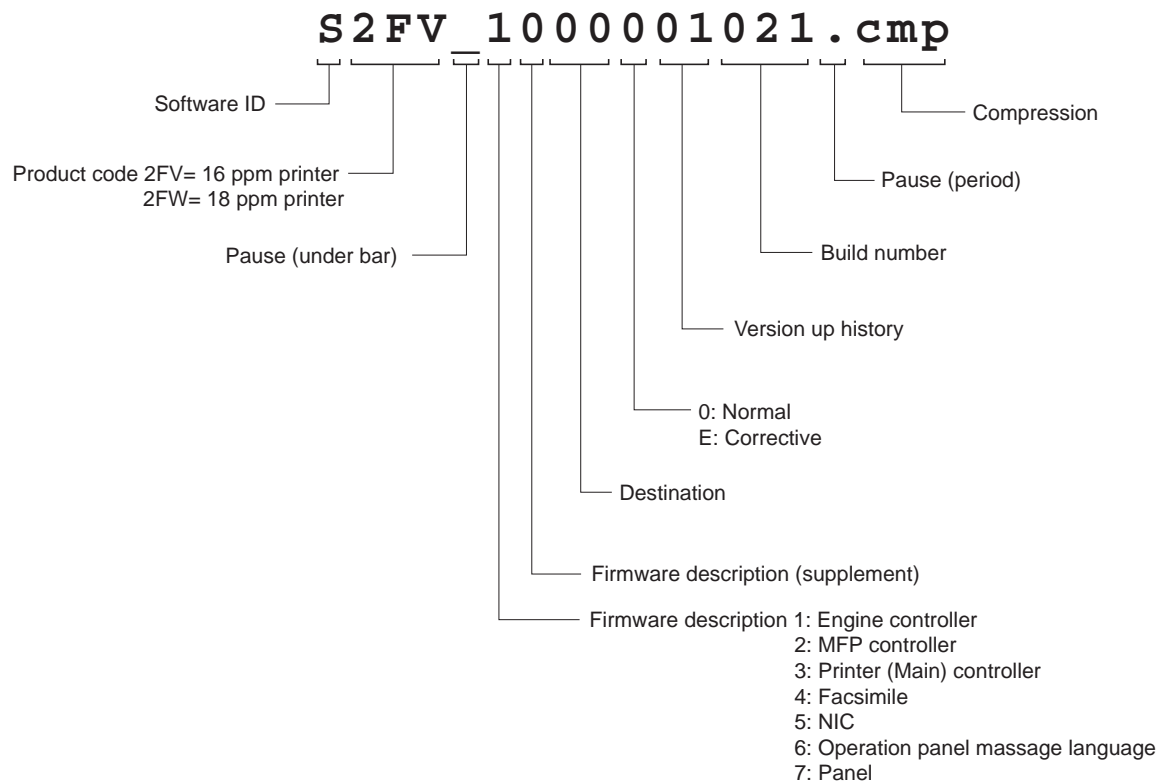 S2FV_1000001021.cmp
Software ID
Compression
Product code 2FV= 16 ppm printer
2FW= 18 ppm printer
Pause (period)
Pause (under bar)
Build number
Version up history
0: Normal
E: Corrective
Destination
Firmware description (supplement)
Firmware description 1: Engine controller
2: MFP controller
3: Printer (Main) controller
4: Facsimile
5: NIC
6: Operation panel massage language
7: Panel